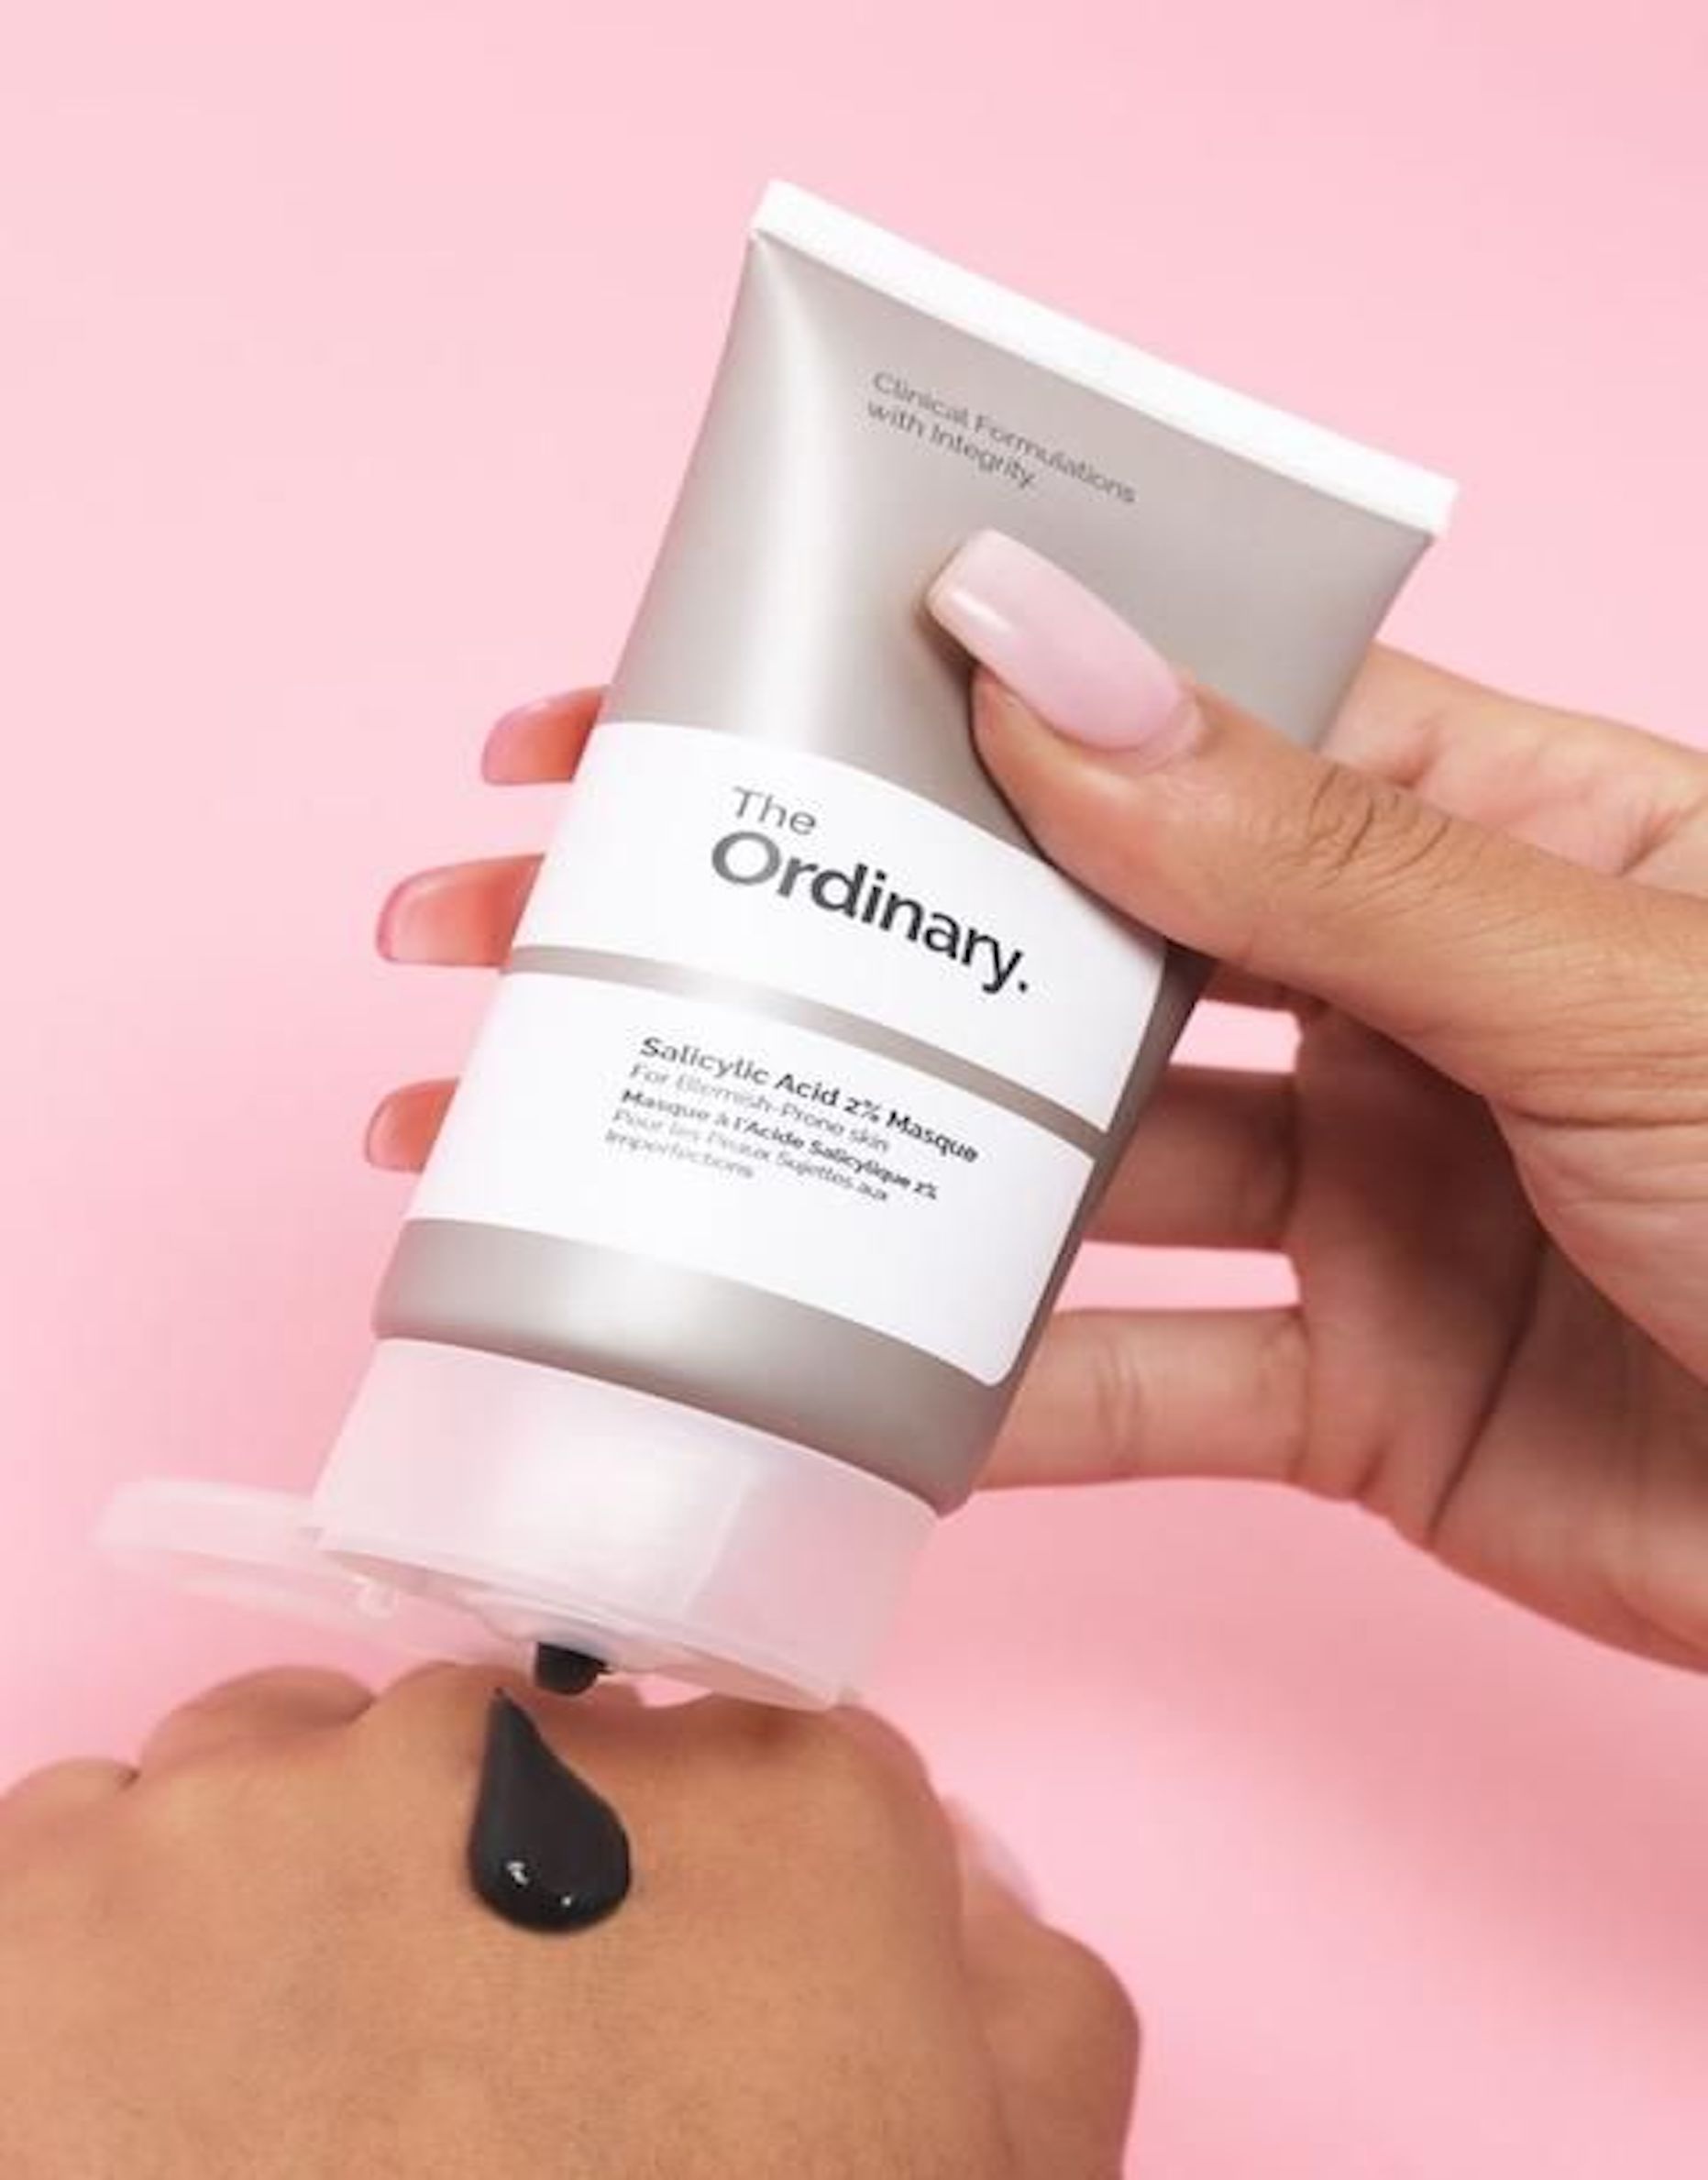 Clinical Formulations
with Integrity.
The
Ordinary.
Salicylic Acid 2% Masque
For Blemish-Prone skin
Masque à l'Acide Salicylique 2%
Pour les Peaux Sujettes aux
Imperfections